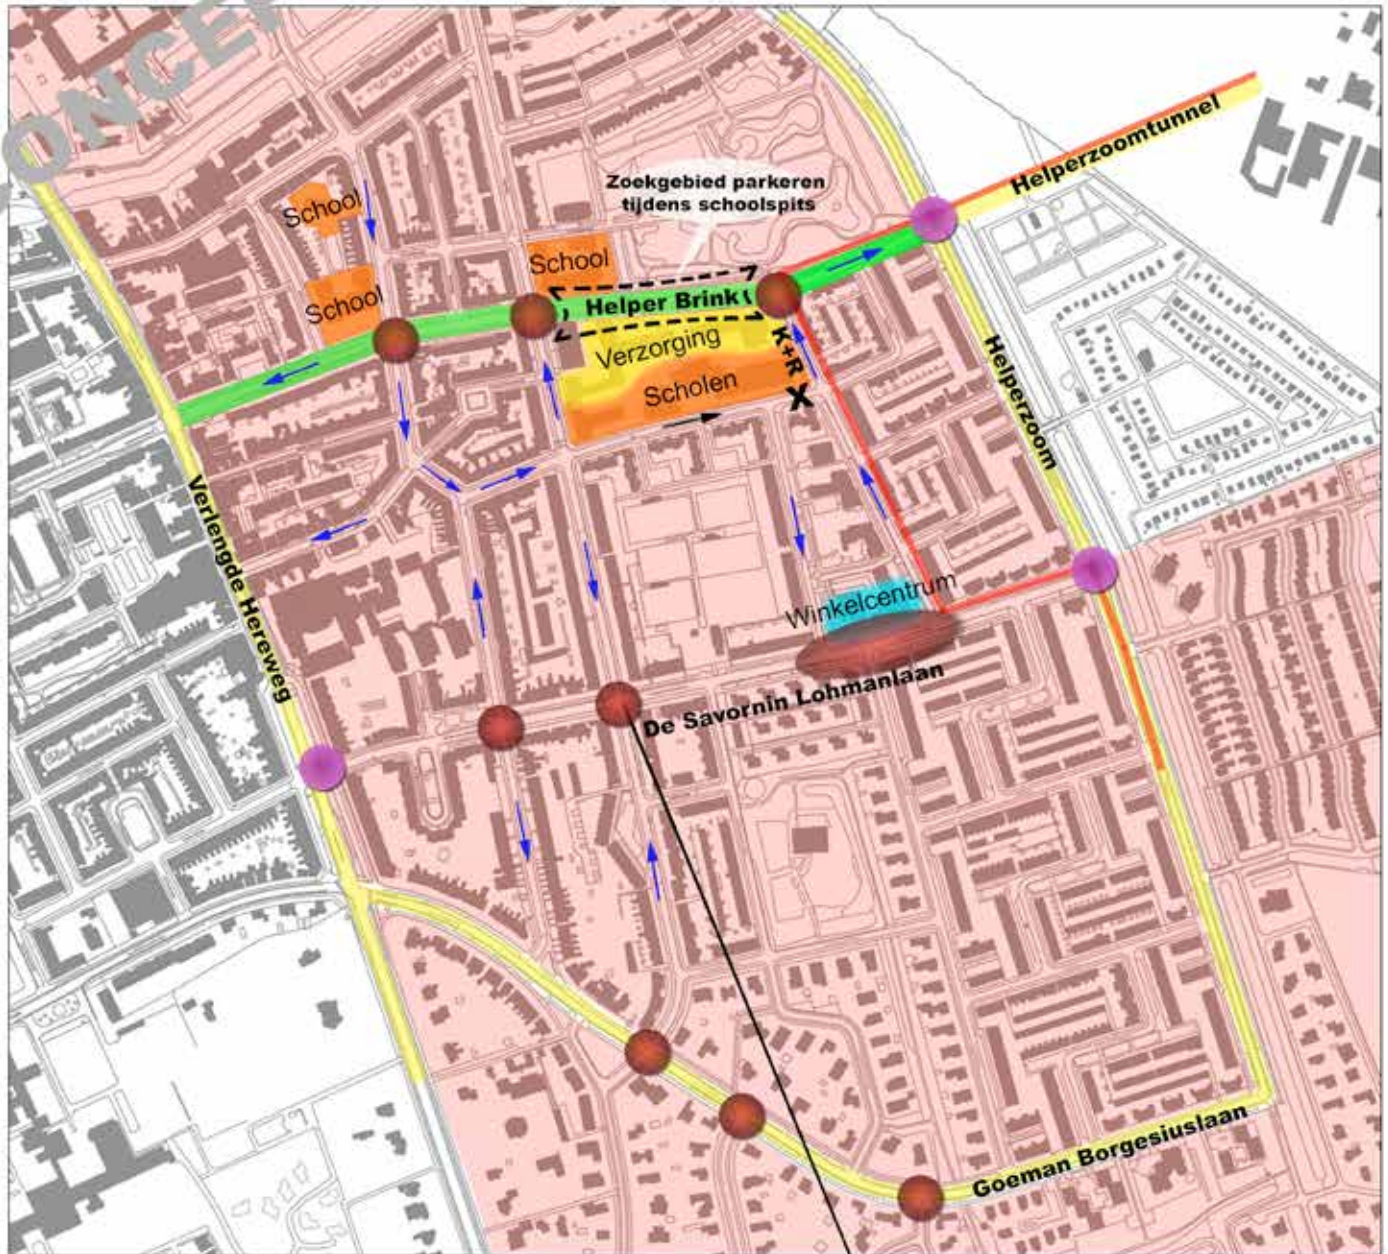 CONCEP
Helperzoomtunnel
Zoekgebied parkeren
tijdens schoolspits
School
School
School
Helper Brink
K+R
X
Verzorging
Scholen
Helperzoom
Verlengde Hereweg
Winkelcentrum
De Savornin Lohmanlaan
Goeman Borgesiuslaan